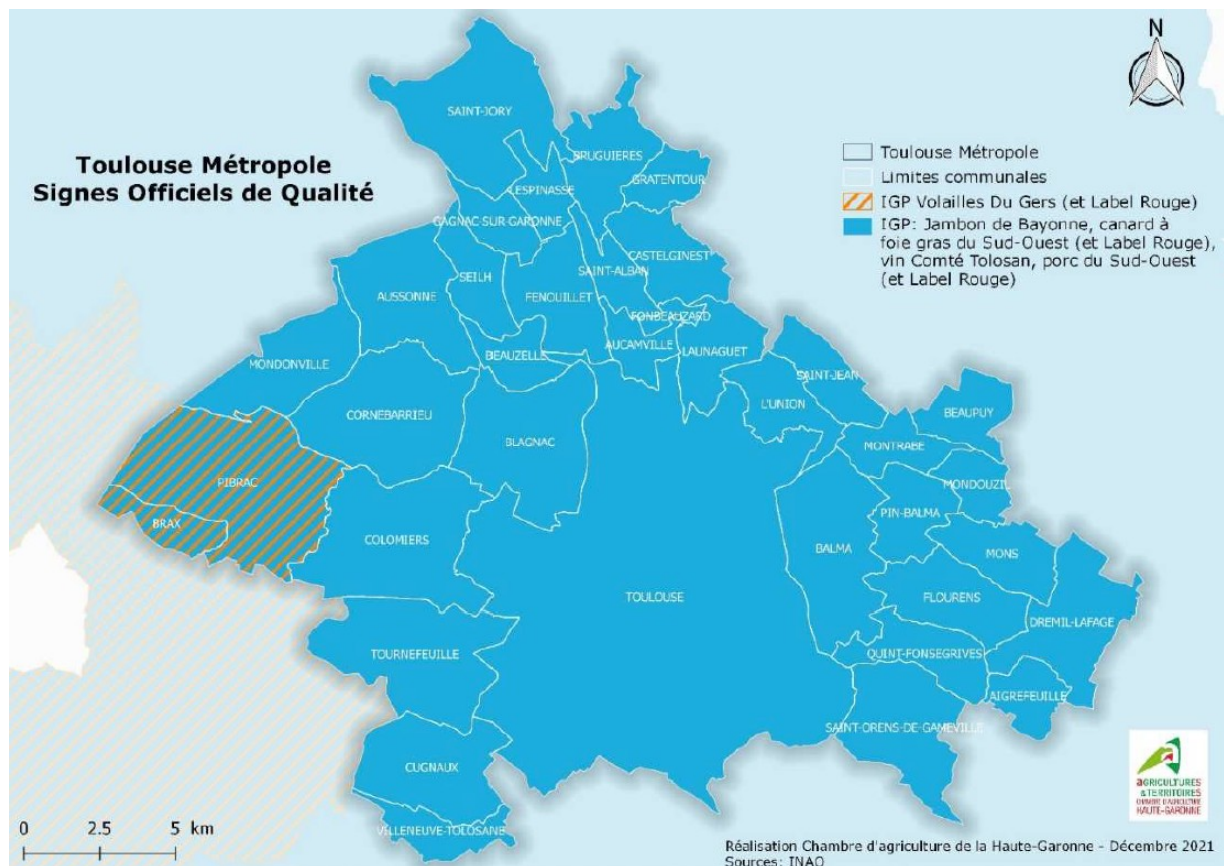 N
Toulouse Métropole
Signes Officiels de Qualité
Toulouse Métropole
Limites communales
IGP Volailles Du Gers (et Label Rouge)
IGP: Jambon de Bayonne, canard à
foie gras du Sud-Ouest (et Label Rouge),
vin Comté Tolosan, porc du Sud-Ouest
(et Label Rouge)
SAINT-JORY
BRUGUIERES
LESPINASSE
GRATENTOUR
GAGNAC-SUR-GARONNE
CASTELGINEST
SAINT-ALBAN
SEILH
AUSSONNE
FENOUILLET
FONBEAUZARD
AUCAMVILLE
LAUNAGUET
BEAUZELLE
MONDONVILLE
SAINT-JEAN
L'UNION
BEAUPUY
CORNEBARRIEU
BLAGNAC
MONTRABE
PIBRAC
MONDOUZIL
PIN-BALMA
BRAX
COLOMIERS
BALMA
MONS
TOULOUSE
FLOURENS
DREMIL-LAFAGE
TOURNEFEUILLE
QUINT-FONSEGRIVES
AIGREFEUILLE
SAINT-ORENS-DE-GAMEVILLE
CUGNAUX
VILLENEUVE-TOLOSANE
0 2.5 5 km
AGRICULTURES
& TERRITOIRES
CHAMBRE D'AGRICULTURE
HAUTE-GARONNE
Réalisation Chambre d'agriculture de la Haute-Garonne - Décembre 2021
Sources: INAO